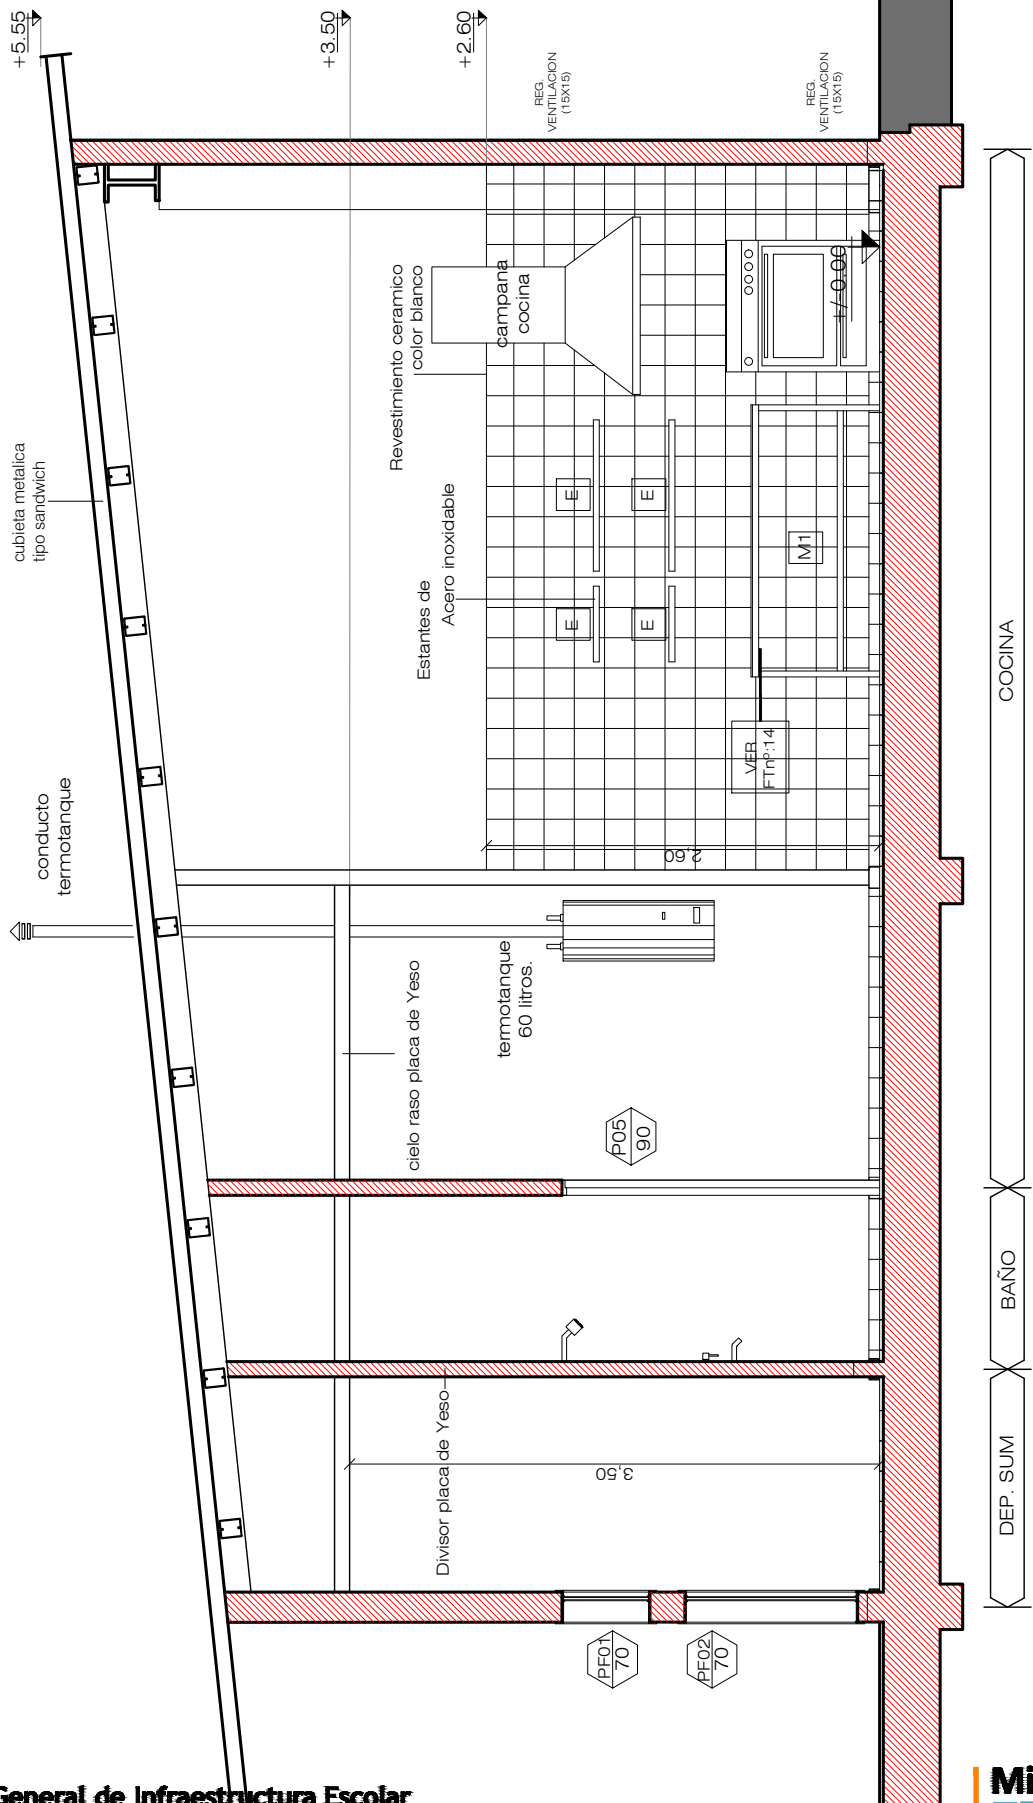 +5.55
+3.50
+2.60
REG.
VENTILACION
(15X15)
REG.
VENTILACION
(15X15)
cubieta metalica
tipo sandwich
Revestimiento ceramico
color blanco
campana
cocina
+/-0.00
Estantes de
Acero inoxidable
E
E
E
E
M1
VER
FTnº:14
2,60
conducto
termotanque
termotanque
60 litros.
cielo raso placa de Yeso
P05
90
Divisor placa de Yeso
3,50
PF01
70
PF02
70
COCINA
BAÑO
DEP. SUM
General de Infraestructura Escolar
Mi